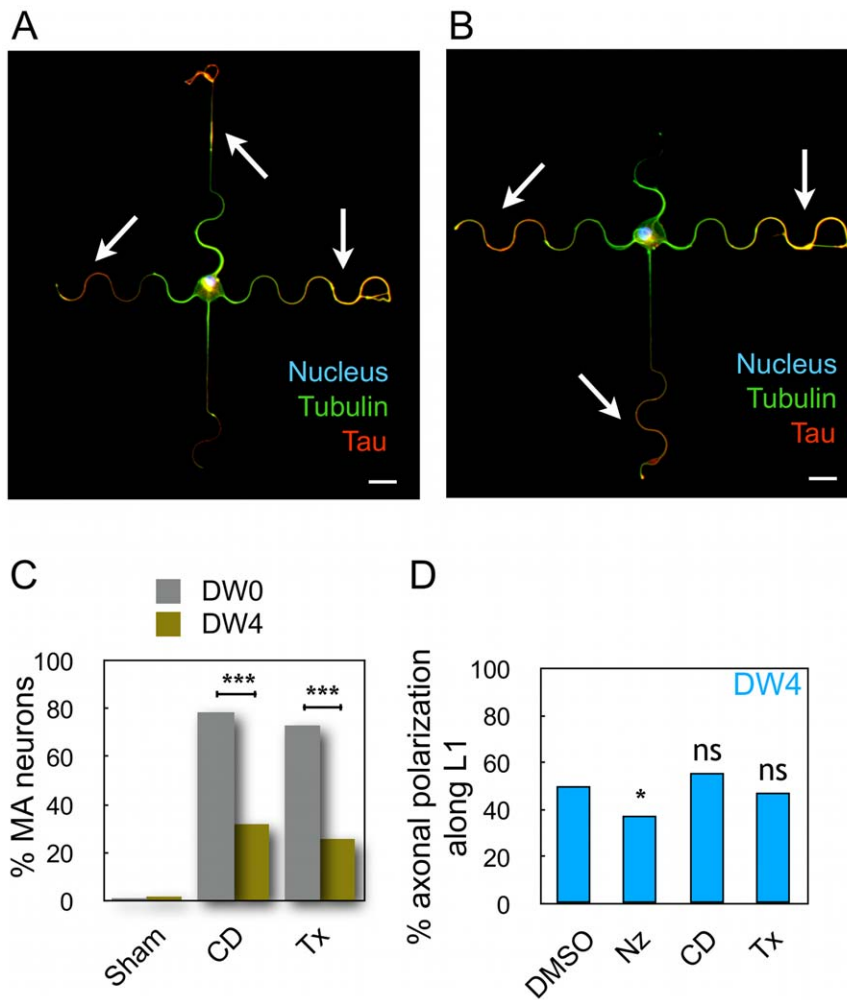 A
Nucleus
Tubulin
Tau
B
Nucleus
Tubulin
Tau
C
DW0
DW4
% MA neurons
100
80
60
40
20
0
***
***
Sham
CD
Tx
D
% axonal polarization
along L1
100
80
60
40
20
0
DW4
*
ns
ns
DMSO
Nz
CD
Tx